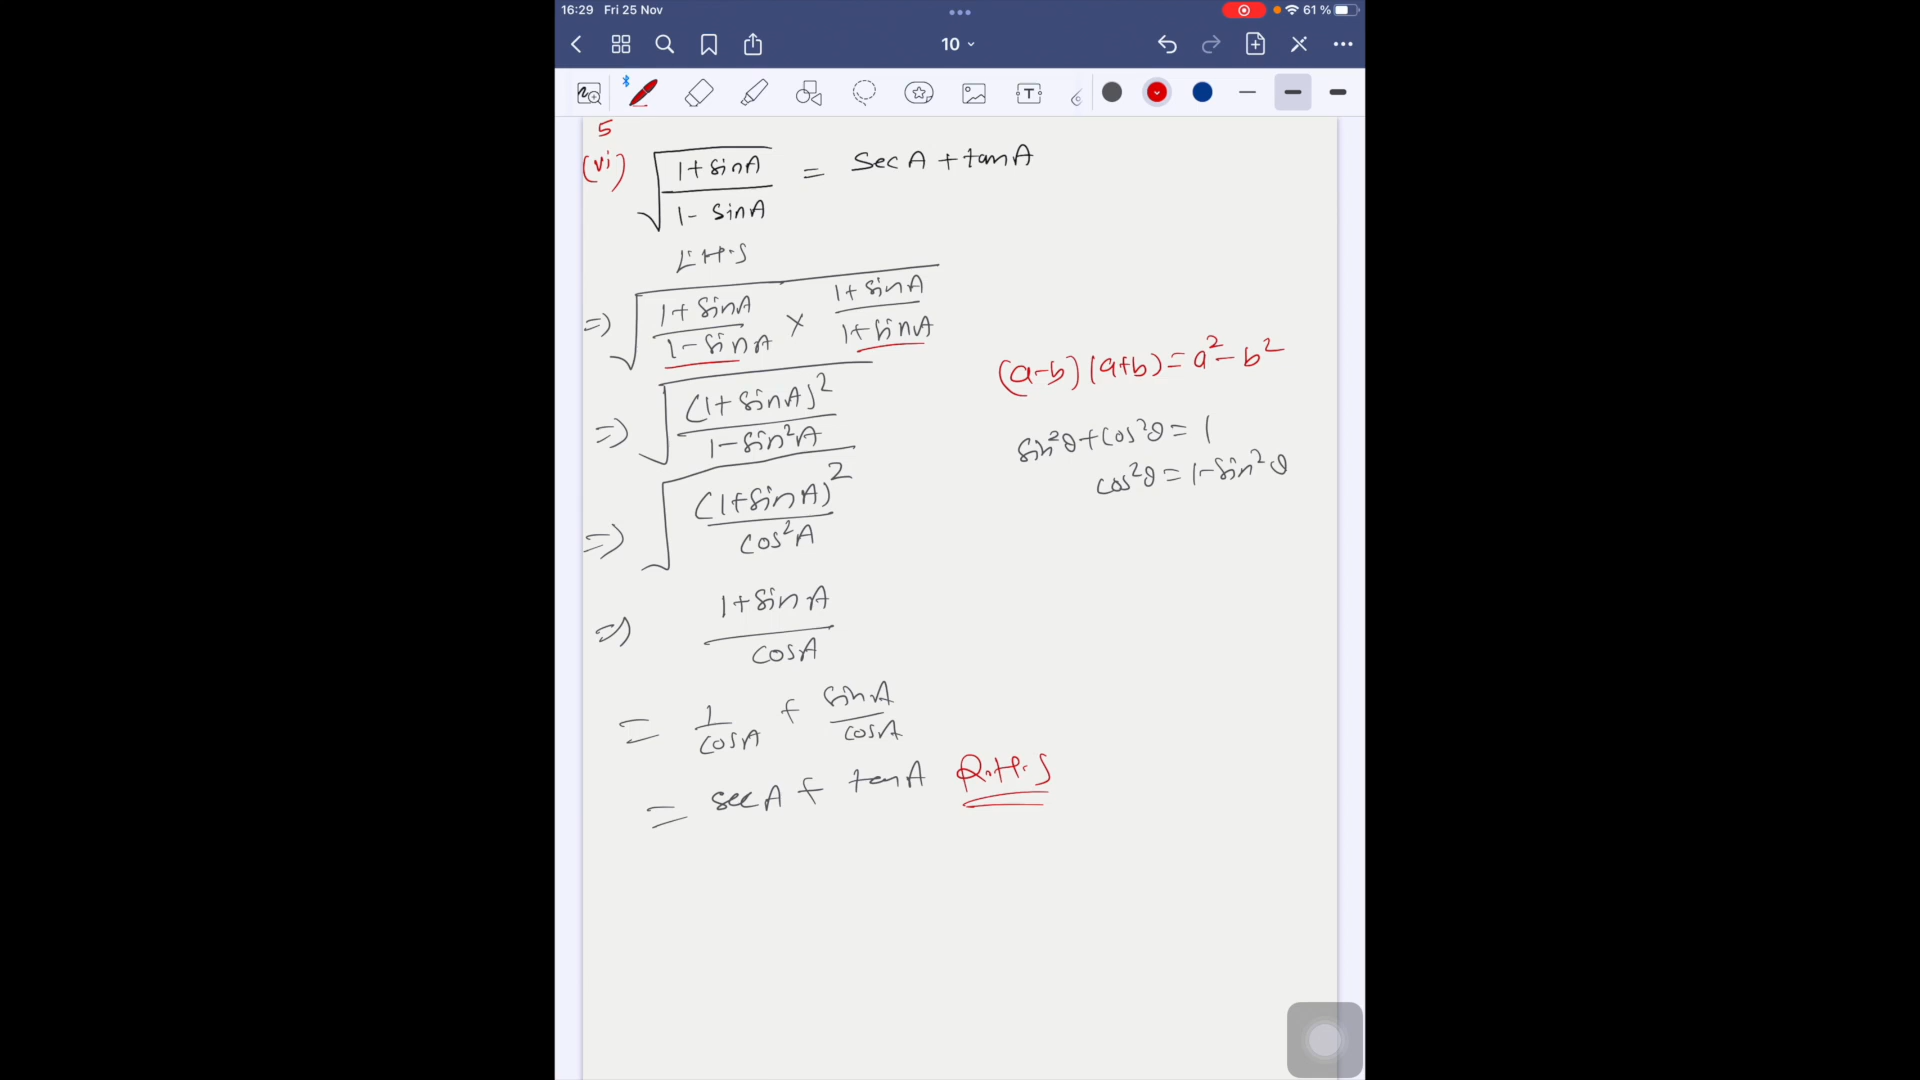 16:29 Fri 25 Nov 61 %
10
5
(vi) √((1+sinA)/(1-sinA)) = SecA+tanA
L.H.S
=) √((1+sinA)/(1-sinA) × (1+sinA)/(1+sinA))
(a-b)(a+b)=a²-b²
=) √((1+sinA)²/(1-sin²A))
sin²θ+cos²θ=1
cos²θ=1-sin²θ
=) √((1+sinA)²/cos²A)
=) (1+sinA)/cosA
= 1/cosA + sinA/cosA
= secA + tanA R.H.S